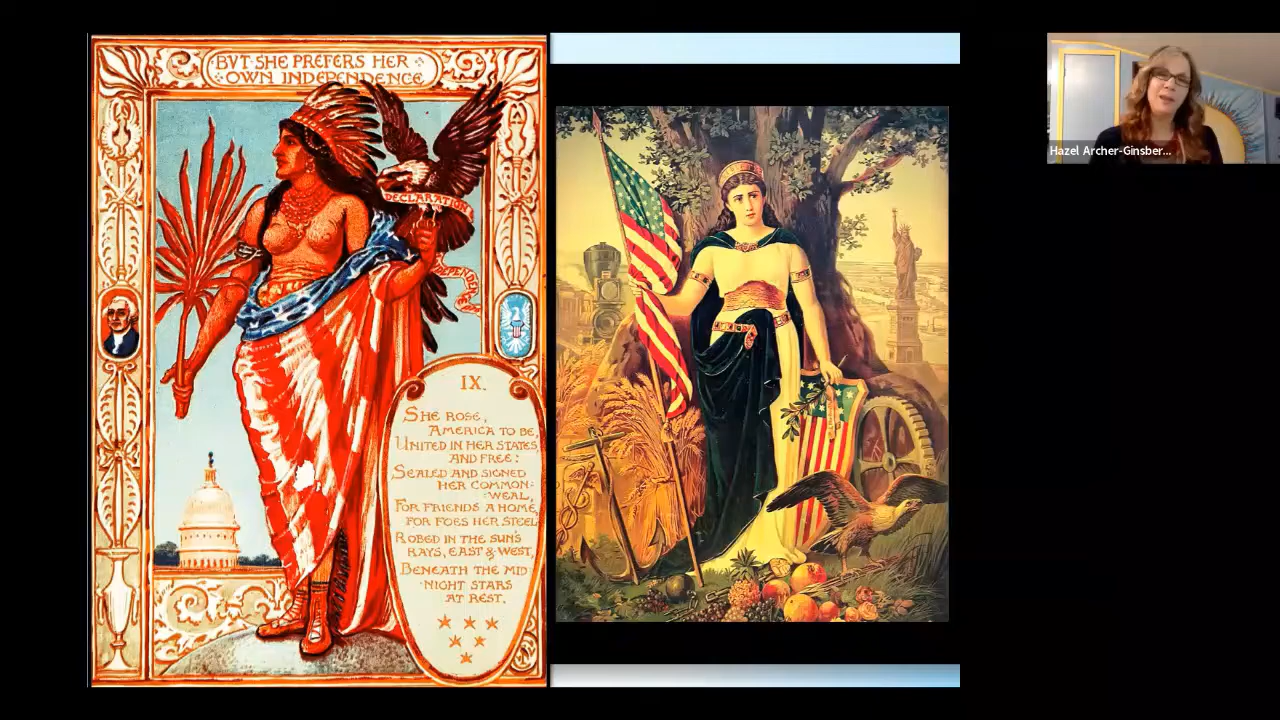 BVT SHE PREFERS HER
OWN INDEPENDENCE
DECLARATION
INDEPENDENCE
IX.
SHE ROSE,
AMERICA TO BE,
UNITED IN HER STATES,
AND FREE:
SEALED AND SIGNED
HER COMMON-
WEAL,
FOR FRIENDS A HOME,
FOR FOES HER STEEL
ROBED IN THE SUN'S
RAYS, EAST & WEST,
BENEATH THE MID
NIGHT STARS
AT REST.
Hazel Archer-Ginsber...